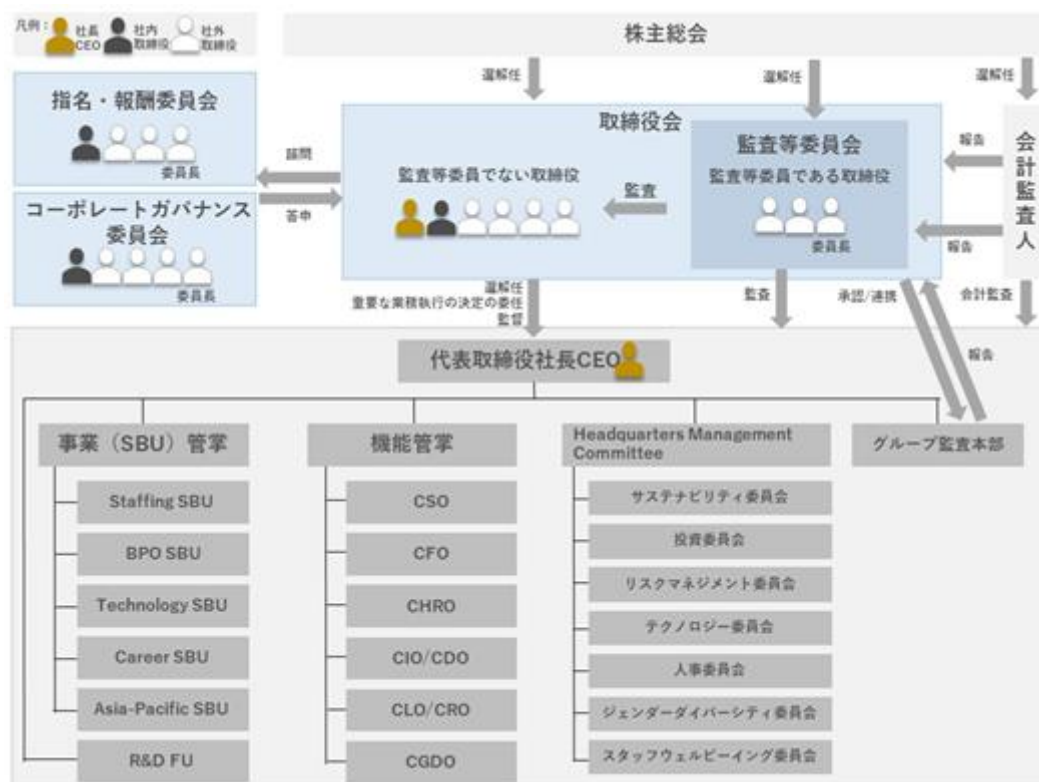 凡例：
社長
CEO
社内
取締役
社外
取締役
株主総会
選解任
選解任
選解任
指名・報酬委員会
委員長
コーポレートガバナンス
委員会
委員長
諮問
答申
取締役会
監査等委員でない取締役
監査
監査等委員会
監査等委員である取締役
委員長
報告
報告
会計監査人
選解任
重要な業務執行の決定の委任
監督
監査
承認/連携
報告
会計監査
代表取締役社長CEO
事業（SBU）管掌
Staffing SBU
BPO SBU
Technology SBU
Career SBU
Asia-Pacific SBU
R&D FU
機能管掌
CSO
CFO
CHRO
CIO/CDO
CLO/CRO
CGDO
Headquarters Management
Committee
サステナビリティ委員会
投資委員会
リスクマネジメント委員会
テクノロジー委員会
人事委員会
ジェンダーダイバーシティ委員会
スタッフウェルビーイング委員会
グループ監査本部